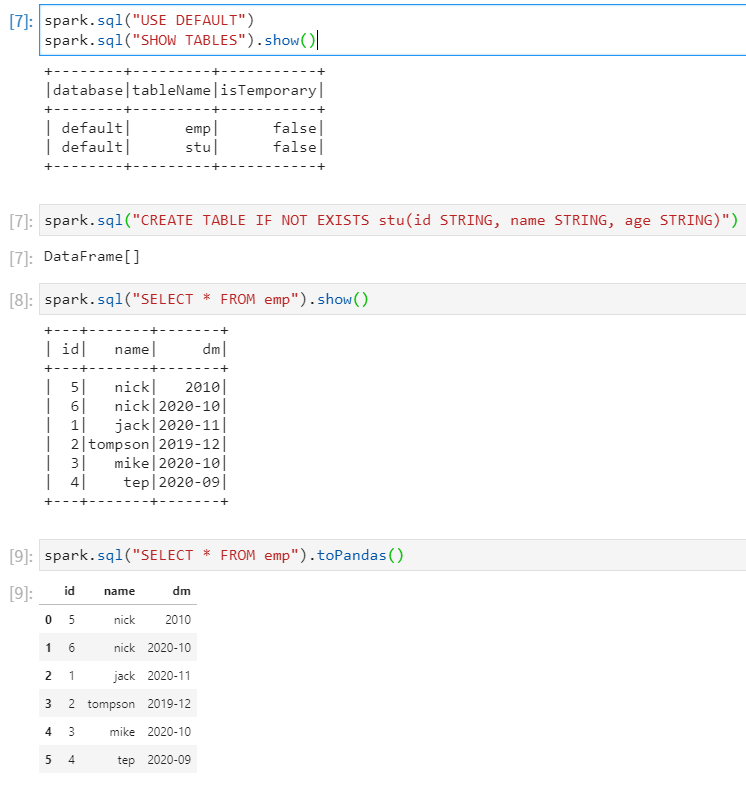 [7]: spark.sql("USE DEFAULT")
spark.sql("SHOW TABLES").show()
+--------+---------+-----------+
|database|tableName|isTemporary|
+--------+---------+-----------+
| default|      emp|      false|
| default|      stu|      false|
+--------+---------+-----------+
[7]: spark.sql("CREATE TABLE IF NOT EXISTS stu(id STRING, name STRING, age STRING)")
[7]: DataFrame[]
[8]: spark.sql("SELECT * FROM emp").show()
+---+-------+-------+
| id|   name|     dm|
+---+-------+-------+
|  5|   nick|   2010|
|  6|   nick|2020-10|
|  1|   jack|2020-11|
|  2|tompson|2019-12|
|  3|   mike|2020-10|
|  4|    tep|2020-09|
+---+-------+-------+
[9]: spark.sql("SELECT * FROM emp").toPandas()
[9]: id name dm
0 5 nick 2010
1 6 nick 2020-10
2 1 jack 2020-11
3 2 tompson 2019-12
4 3 mike 2020-10
5 4 tep 2020-09